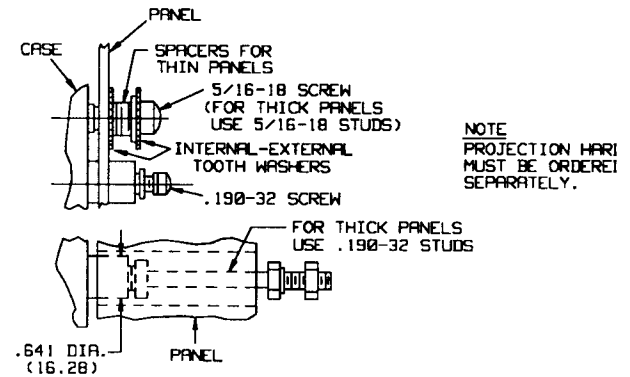 PANEL
CASE
SPACERS FOR
THIN PANELS
5/16-18 SCREW
(FOR THICK PANELS
USE 5/16-18 STUDS)
INTERNAL-EXTERNAL
TOOTH WASHERS
.190-32 SCREW
NOTE
PROJECTION HARD
MUST BE ORDERED
SEPARATELY.
FOR THICK PANELS
USE .190-32 STUDS
.641 DIA.
(16.28)
PANEL